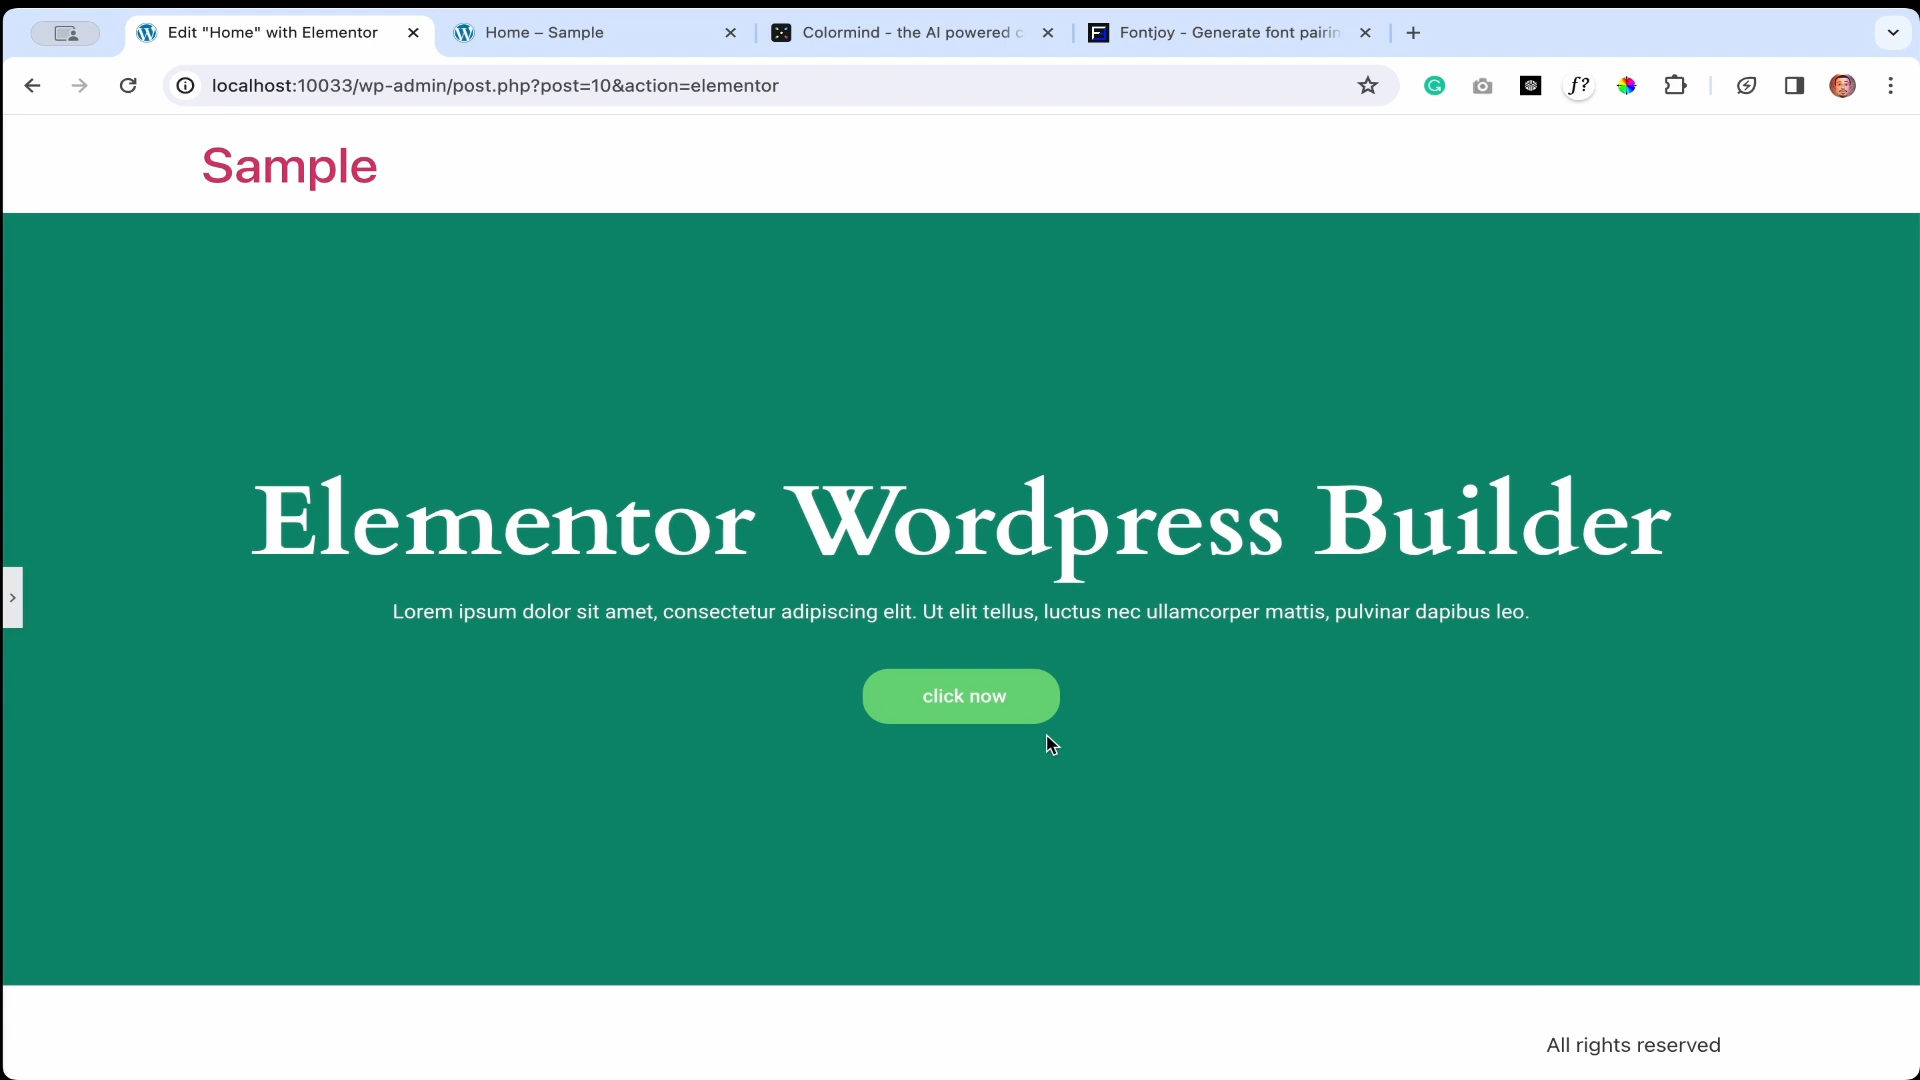 Edit "Home" with Elementor
Home – Sample
Colormind - the AI powered c
Fontjoy - Generate font pairin
localhost:10033/wp-admin/post.php?post=10&action=elementor
f?
Sample
Elementor Wordpress Builder
Lorem ipsum dolor sit amet, consectetur adipiscing elit. Ut elit tellus, luctus nec ullamcorper mattis, pulvinar dapibus leo.
click now
All rights reserved